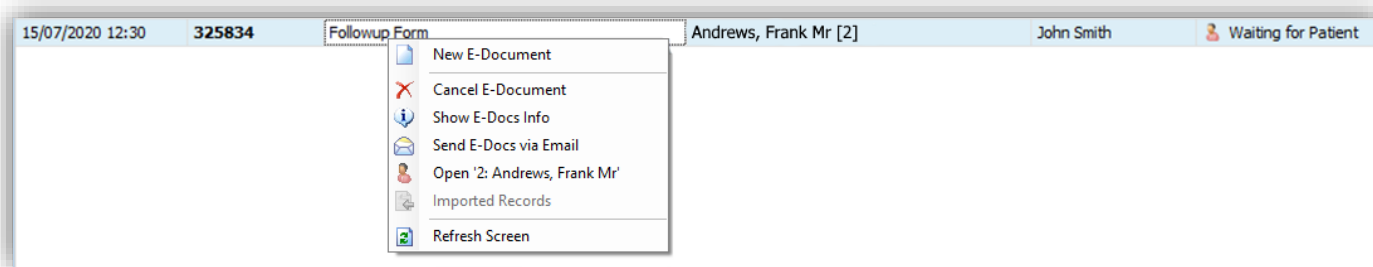 15/07/2020 12:30 325834 Followup Form Andrews, Frank Mr [2] John Smith Waiting for Patient
New E-Document
Cancel E-Document
Show E-Docs Info
Send E-Docs via Email
Open '2: Andrews, Frank Mr'
Imported Records
Refresh Screen